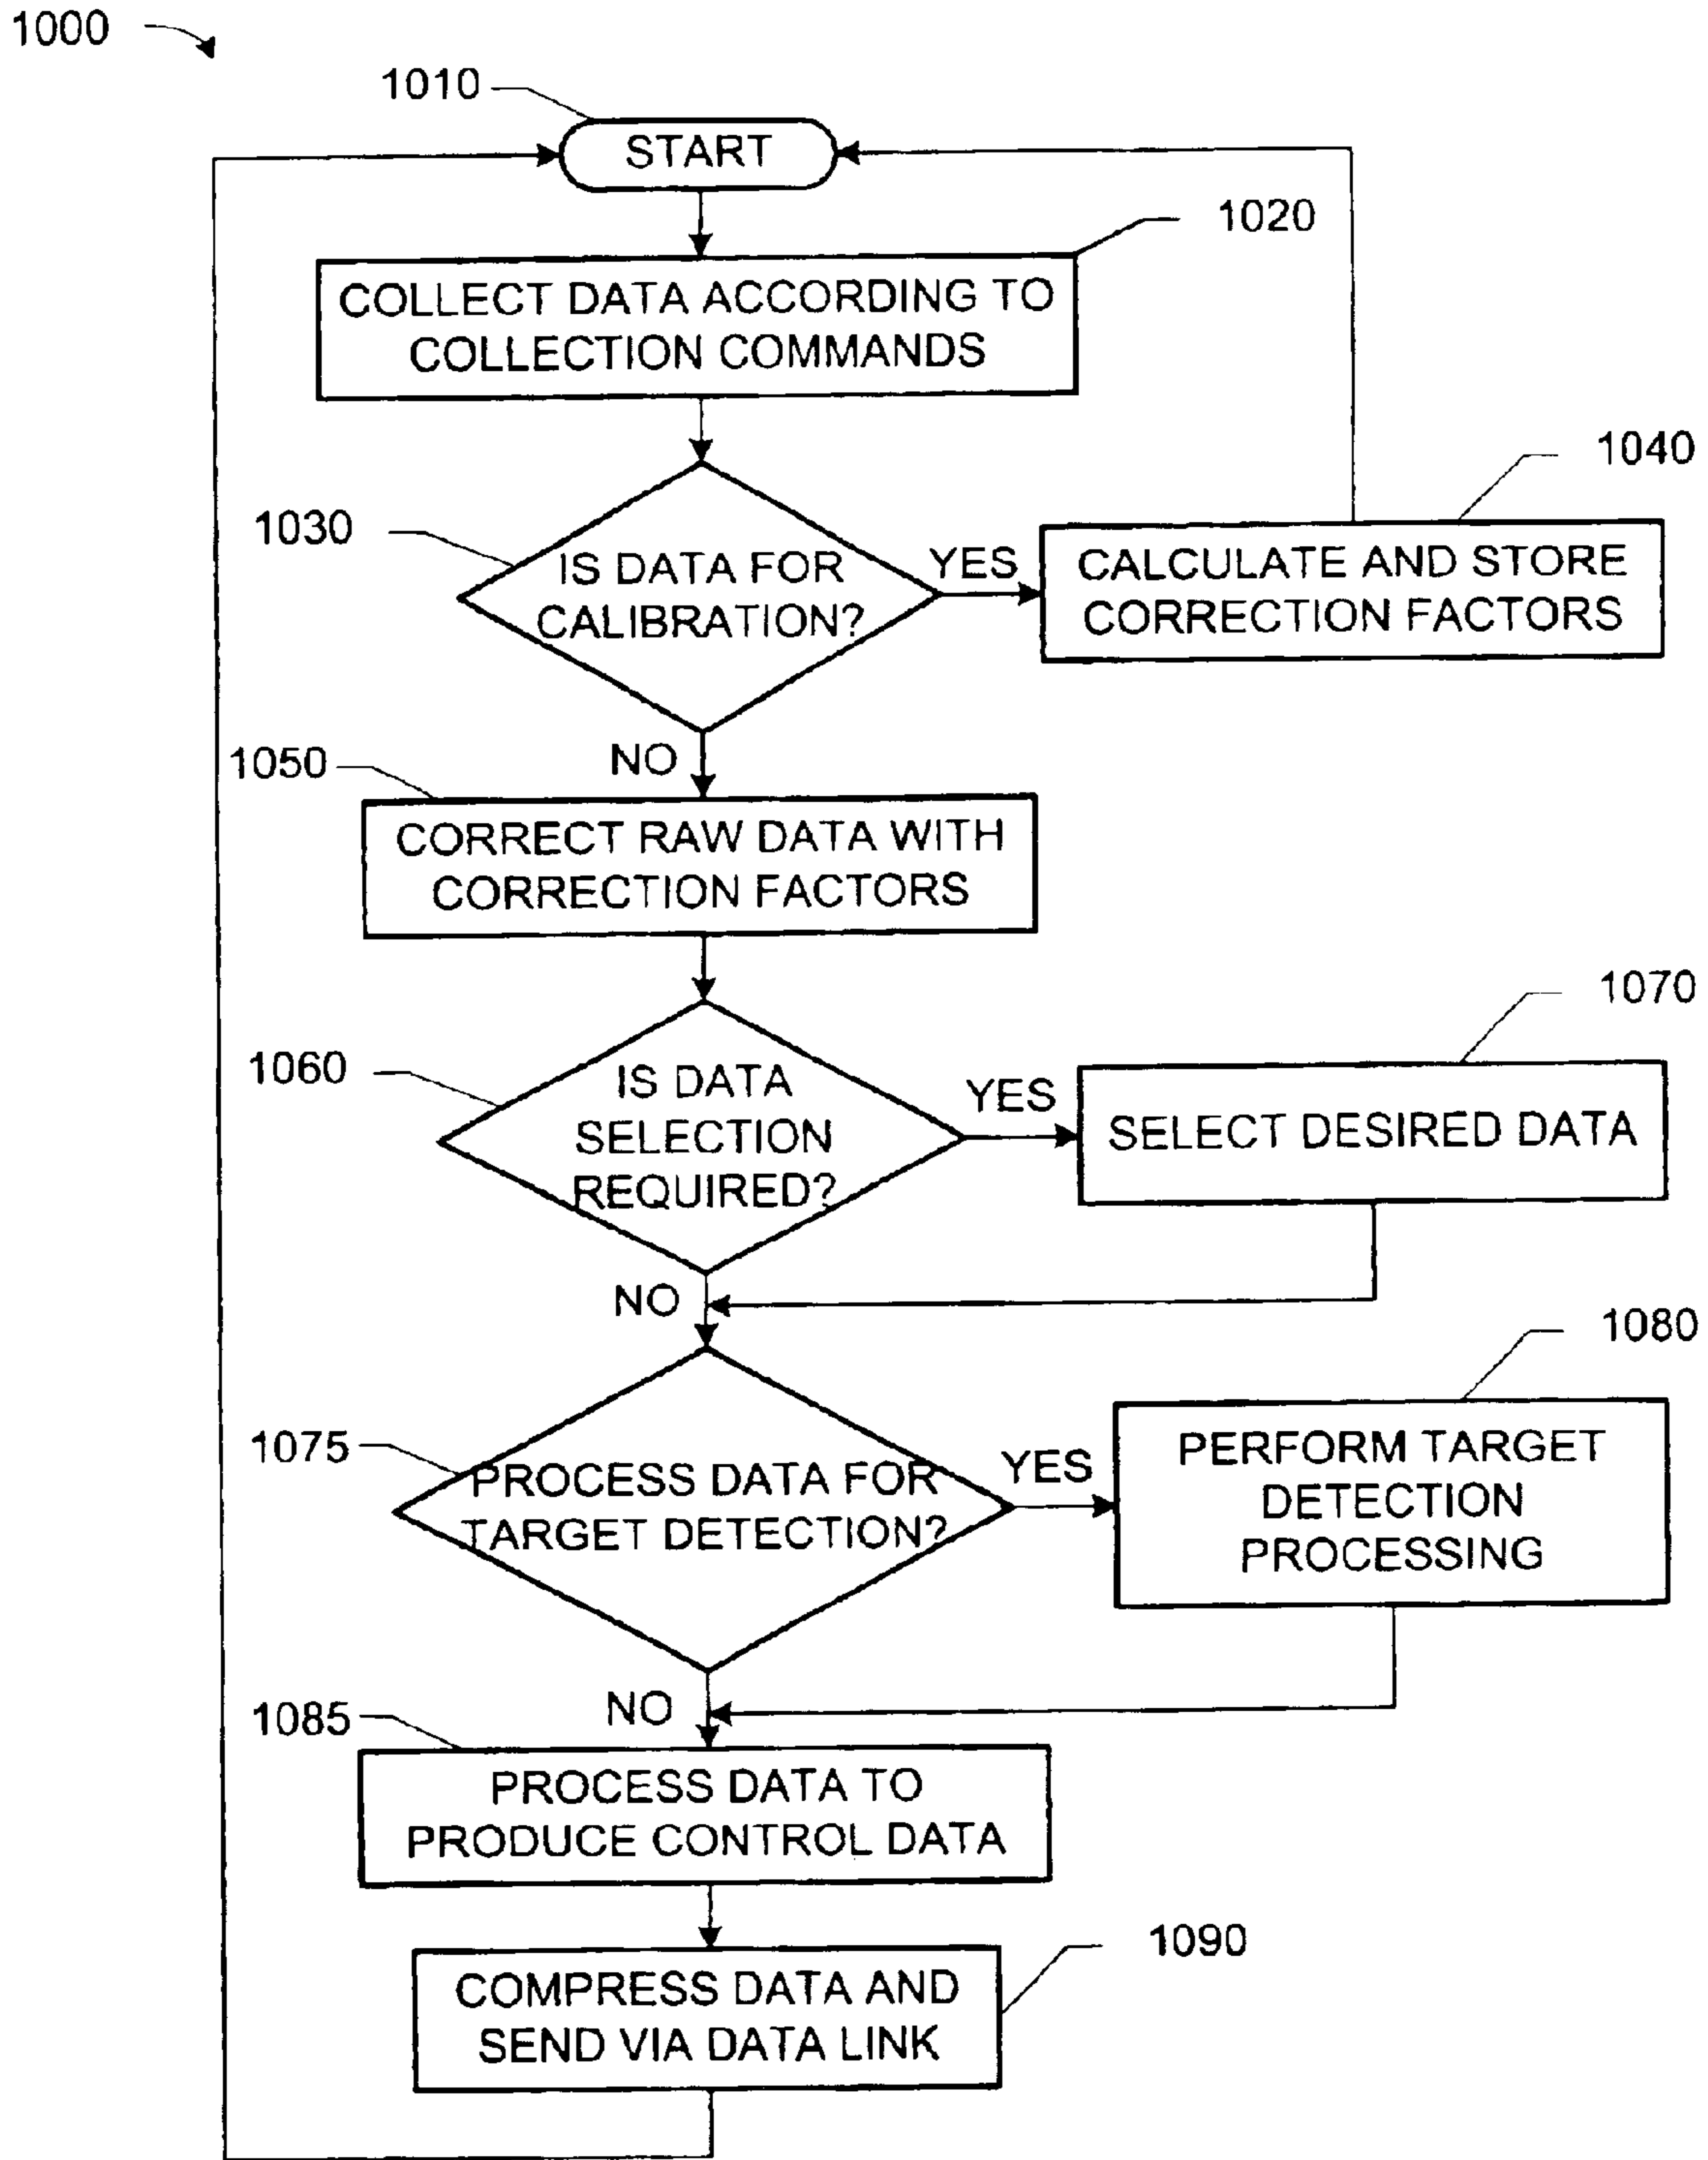 1000
1010
START
1020
COLLECT DATA ACCORDING TO
COLLECTION COMMANDS
1030
IS DATA FOR
CALIBRATION?
YES
1040
CALCULATE AND STORE
CORRECTION FACTORS
NO
1050
CORRECT RAW DATA WITH
CORRECTION FACTORS
1060
IS DATA
SELECTION
REQUIRED?
YES
1070
SELECT DESIRED DATA
NO
1075
PROCESS DATA FOR
TARGET DETECTION?
YES
1080
PERFORM TARGET
DETECTION
PROCESSING
NO
1085
PROCESS DATA TO
PRODUCE CONTROL DATA
1090
COMPRESS DATA AND
SEND VIA DATA LINK